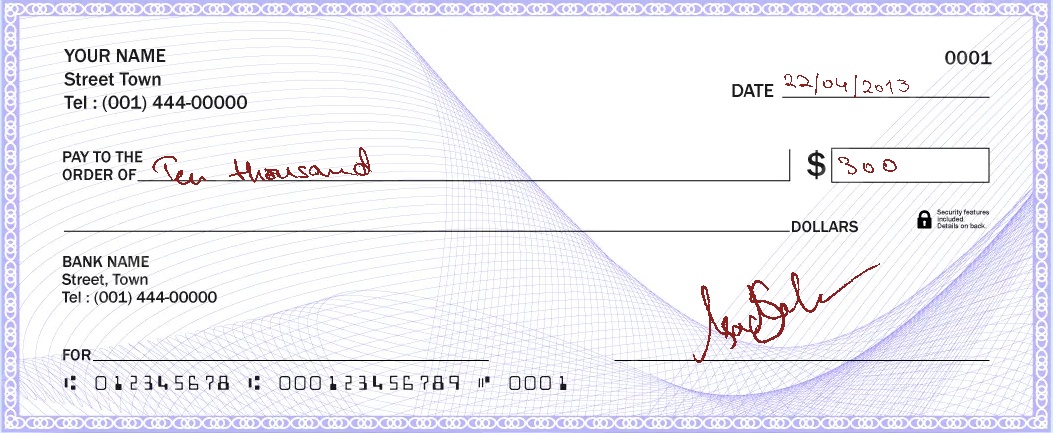 YOUR NAME
0001
Street Town
DATE 22/04/2013
Tel : (001) 444-00000
PAY TO THE
ORDER OF Ten thousand $ 300
DOLLARS
Security features
included.
Details on back.
BANK NAME
Street, Town
Tel : (001) 444-00000
FOR
⑆ 012345678 ⑆ 000123456789 ⑈ 0001